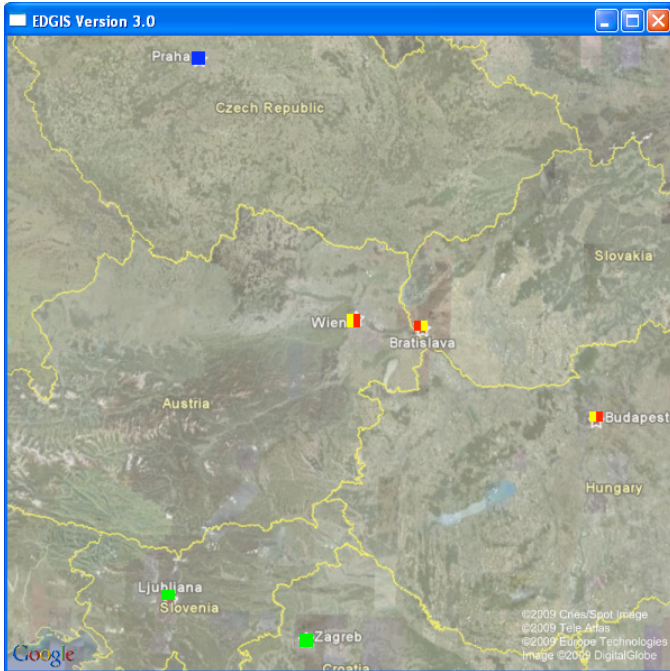 EDGIS Version 3.0
Praha
Czech Republic
Slovakia
Wien
Bratislava
Austria
Budapest
Hungary
Ljubljana
Slovenia
Zagreb
Croatia
Google
©2009 Cnes/Spot Image
©2009 Tele Atlas
©2009 Europe Technologies
Image ©2009 DigitalGlobe